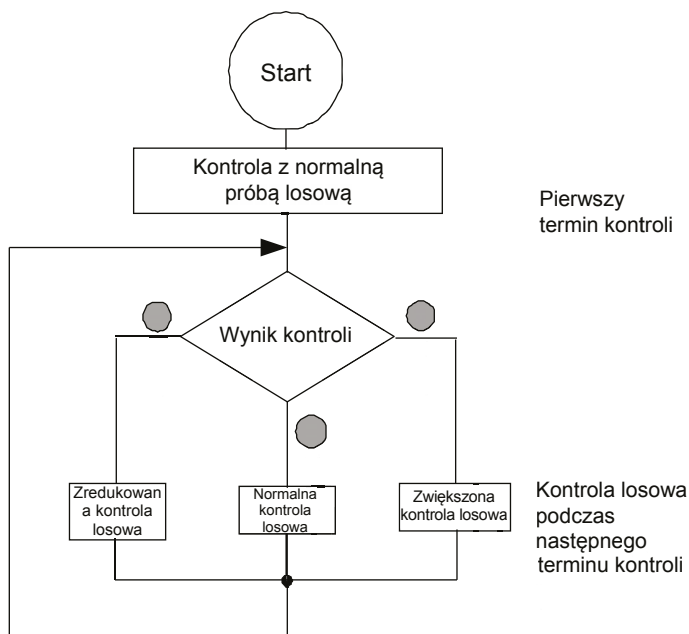 Start
Kontrola z normalną
próbą losową
Pierwszy
termin kontroli
Wynik kontroli
Zredukowan
a kontrola
losowa
Normalna
kontrola
losowa
Zwiększona
kontrola losowa
Kontrola losowa
podczas
następnego
terminu kontroli